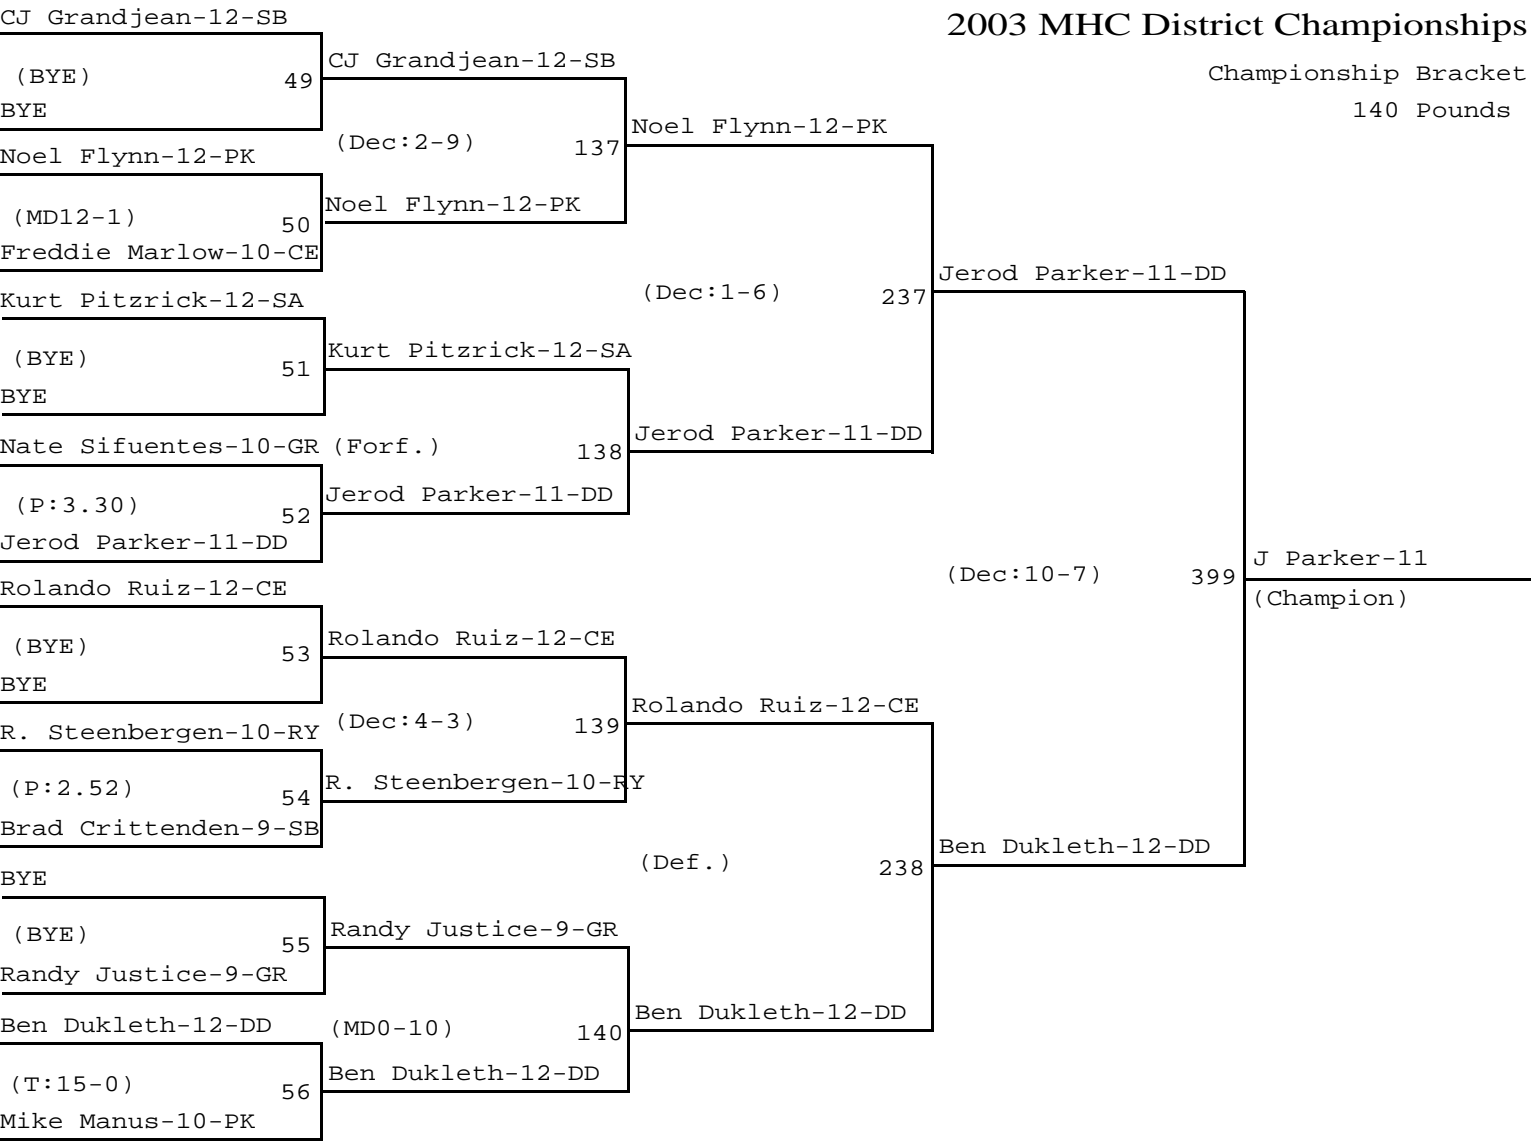 2003 MHC District Championships
Championship Bracket
140 Pounds
CJ Grandjean-12-SB
(BYE)
49
BYE
Noel Flynn-12-PK
(MD12-1)
50
Freddie Marlow-10-CE
Kurt Pitzrick-12-SA
(BYE)
51
BYE
Nate Sifuentes-10-GR
(P:3.30)
52
Jerod Parker-11-DD
Rolando Ruiz-12-CE
(BYE)
53
BYE
R. Steenbergen-10-RY
(P:2.52)
54
Brad Crittenden-9-SB
BYE
(BYE)
55
Randy Justice-9-GR
Ben Dukleth-12-DD
(T:15-0)
56
Mike Manus-10-PK
CJ Grandjean-12-SB
(Dec:2-9)
137
Noel Flynn-12-PK
Kurt Pitzrick-12-SA
(Forf.)
138
Jerod Parker-11-DD
Rolando Ruiz-12-CE
(Dec:4-3)
139
R. Steenbergen-10-RY
Randy Justice-9-GR
(MD0-10)
140
Ben Dukleth-12-DD
Noel Flynn-12-PK
(Dec:1-6)
237
Jerod Parker-11-DD
Rolando Ruiz-12-CE
(Def.)
238
Ben Dukleth-12-DD
Jerod Parker-11-DD
(Dec:10-7)
399
Ben Dukleth-12-DD
J Parker-11
(Champion)